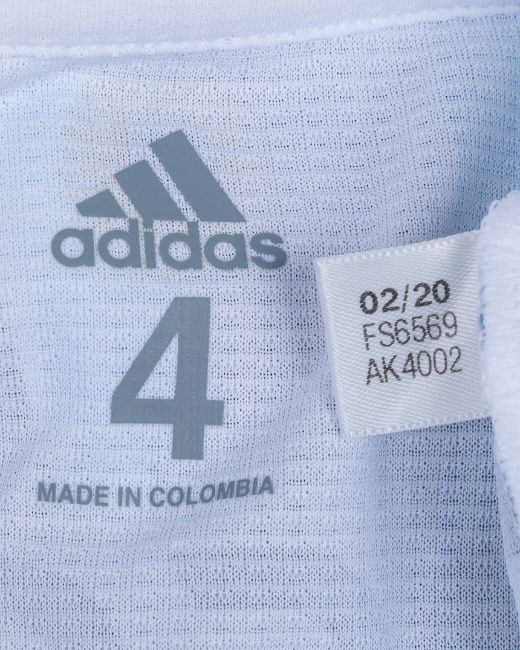 adidas
4
MADE IN COLOMBIA
02/20
FS6569
AK4002